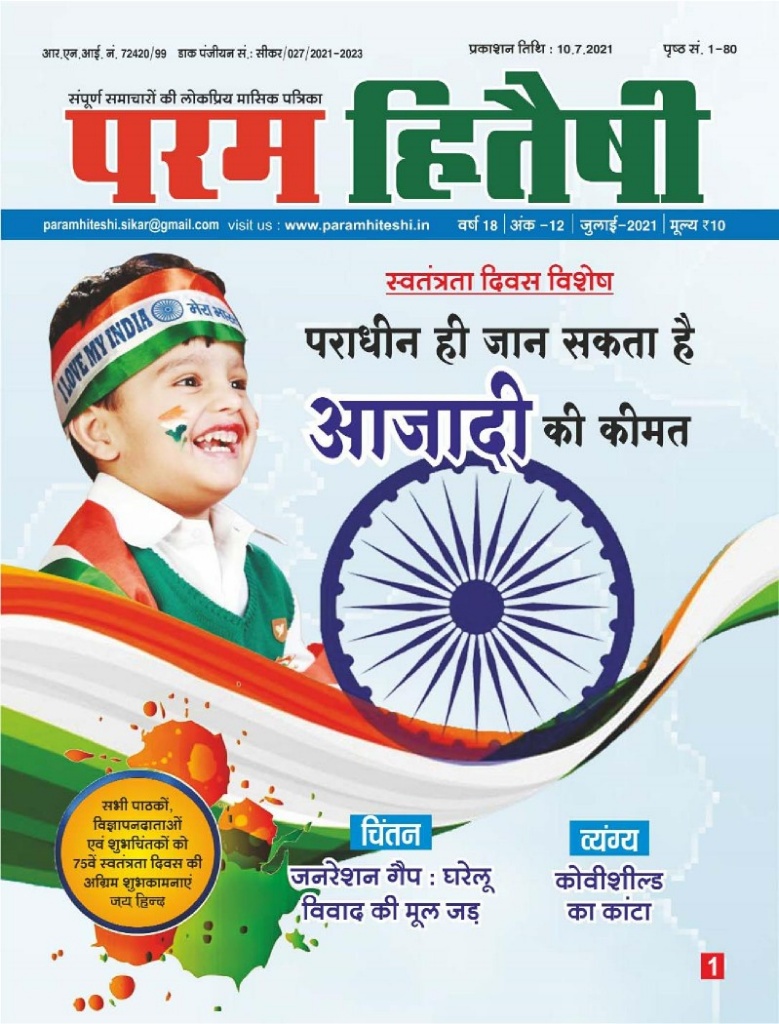 आर.एन.आई. नं. 72420/99 डाक पंजीयन सं.: सीकर/027/2021-2023
प्रकाशन तिथि : 10.7.2021 पृष्ठ सं. 1-80
संपूर्ण समाचारों की लोकप्रिय मासिक पत्रिका
परम हितैषी
paramhiteshi.sikar@gmail.com visit us : www.paramhiteshi.in वर्ष 18 | अंक -12 | जुलाई-2021 | मूल्य ₹10
स्वतंत्रता दिवस विशेष
पराधीन ही जान सकता है
आजादी की कीमत
I LOVE MY INDIA मेरा भारत
सभी पाठकों,
विज्ञापनदाताओं
एवं शुभचिंतकों को
75वें स्वतंत्रता दिवस की
अग्रिम शुभकामनाएं
जय हिन्द
चिंतन
जनरेशन गैप : घरेलू
विवाद की मूल जड़
व्यंग्य
कोवीशील्ड
का कांटा
1